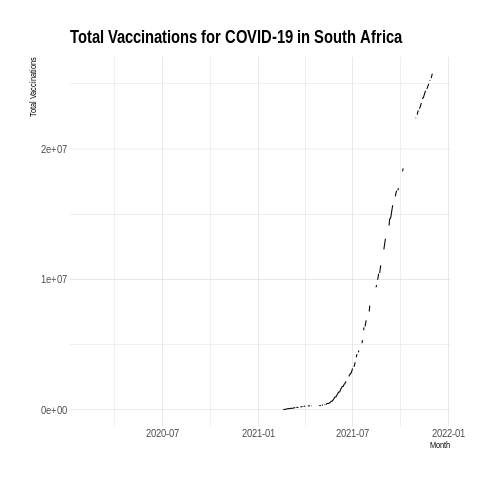 Total Vaccinations for COVID-19 in South Africa
Total Vaccinations
2e+07
1e+07
0e+00
2020-07 2021-01 2021-07 2022-01
Month